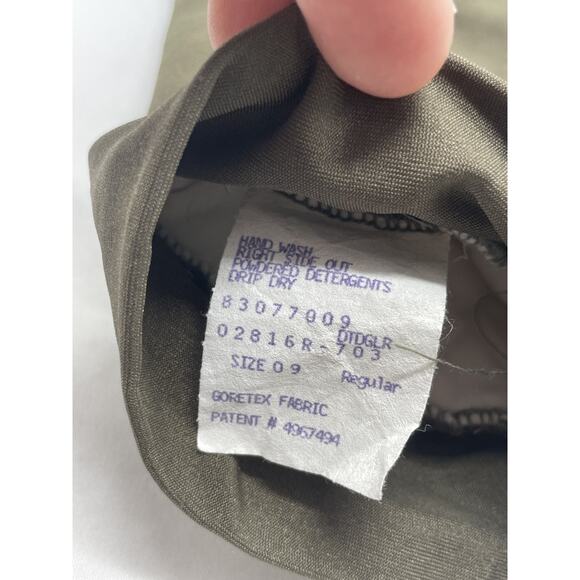 HAND WASH
RIGHT SIDE OUT
POWDERED DETERGENTS
DRIP DRY
83077009
DTDGLR
02816R-703
SIZE 09 Regular
GORETEX FABRIC
PATENT # 4967494